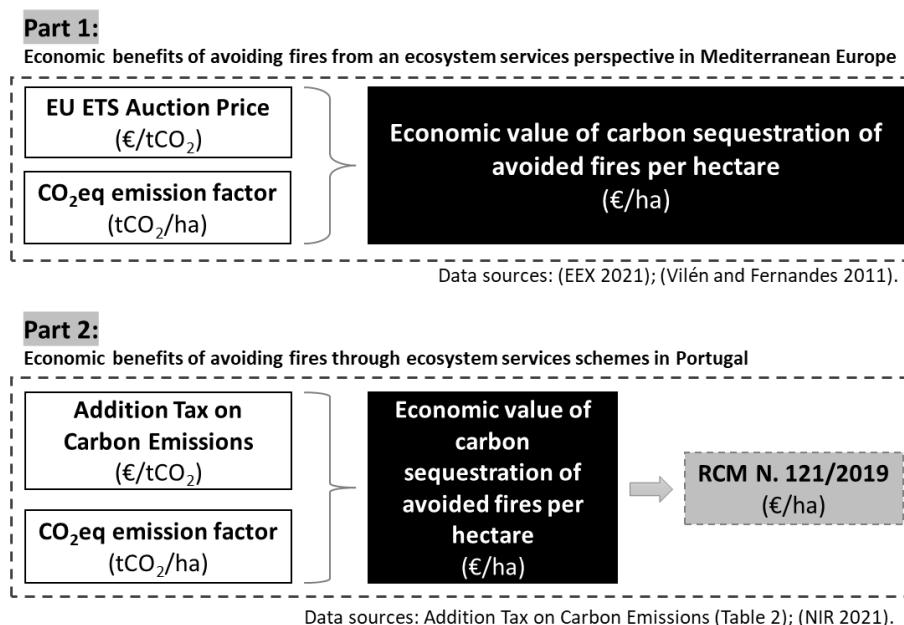 Part 1:
Economic benefits of avoiding fires from an ecosystem services perspective in Mediterranean Europe
EU ETS Auction Price
(€/tCO₂)
CO₂eq emission factor
(tCO₂/ha)
Economic value of carbon sequestration of
avoided fires per hectare
(€/ha)
Data sources: (EEX 2021); (Vilén and Fernandes 2011).
Part 2:
Economic benefits of avoiding fires through ecosystem services schemes in Portugal
Addition Tax on
Carbon Emissions
(€/tCO₂)
CO₂eq emission factor
(tCO₂/ha)
Economic value of
carbon
sequestration of
avoided fires per
hectare
(€/ha)
RCM N. 121/2019
(€/ha)
Data sources: Addition Tax on Carbon Emissions (Table 2); (NIR 2021).